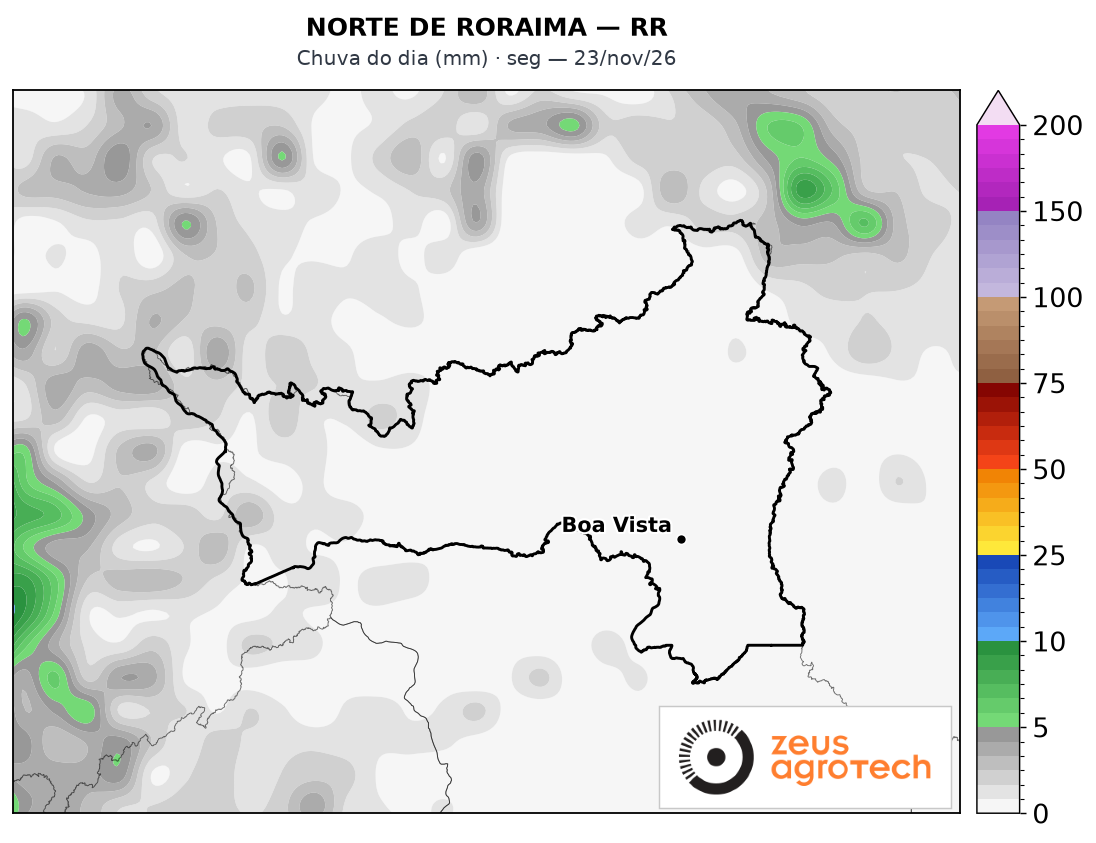 NORTE DE RORAIMA — RR
Chuva do dia (mm) · seg — 23/nov/26
200
150
100
75
50
25
10
5
0
Boa Vista
zeus
agrotech